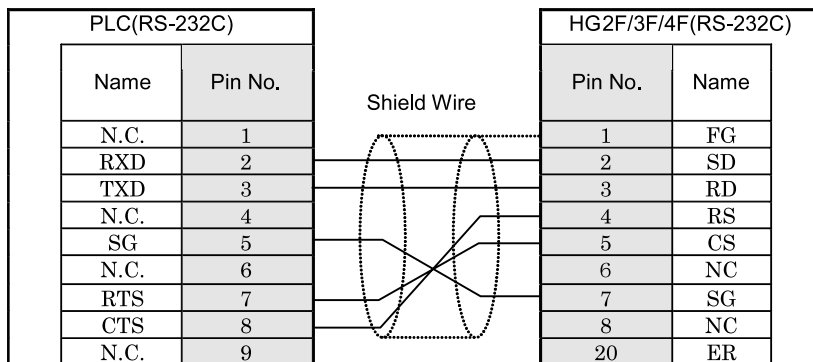 PLC(RS-232C) HG2F/3F/4F(RS-232C)
Name Pin No. Shield Wire Pin No. Name
N.C. 1 1 FG
RXD 2 2 SD
TXD 3 3 RD
N.C. 4 4 RS
SG 5 5 CS
N.C. 6 6 NC
RTS 7 7 SG
CTS 8 8 NC
N.C. 9 20 ER